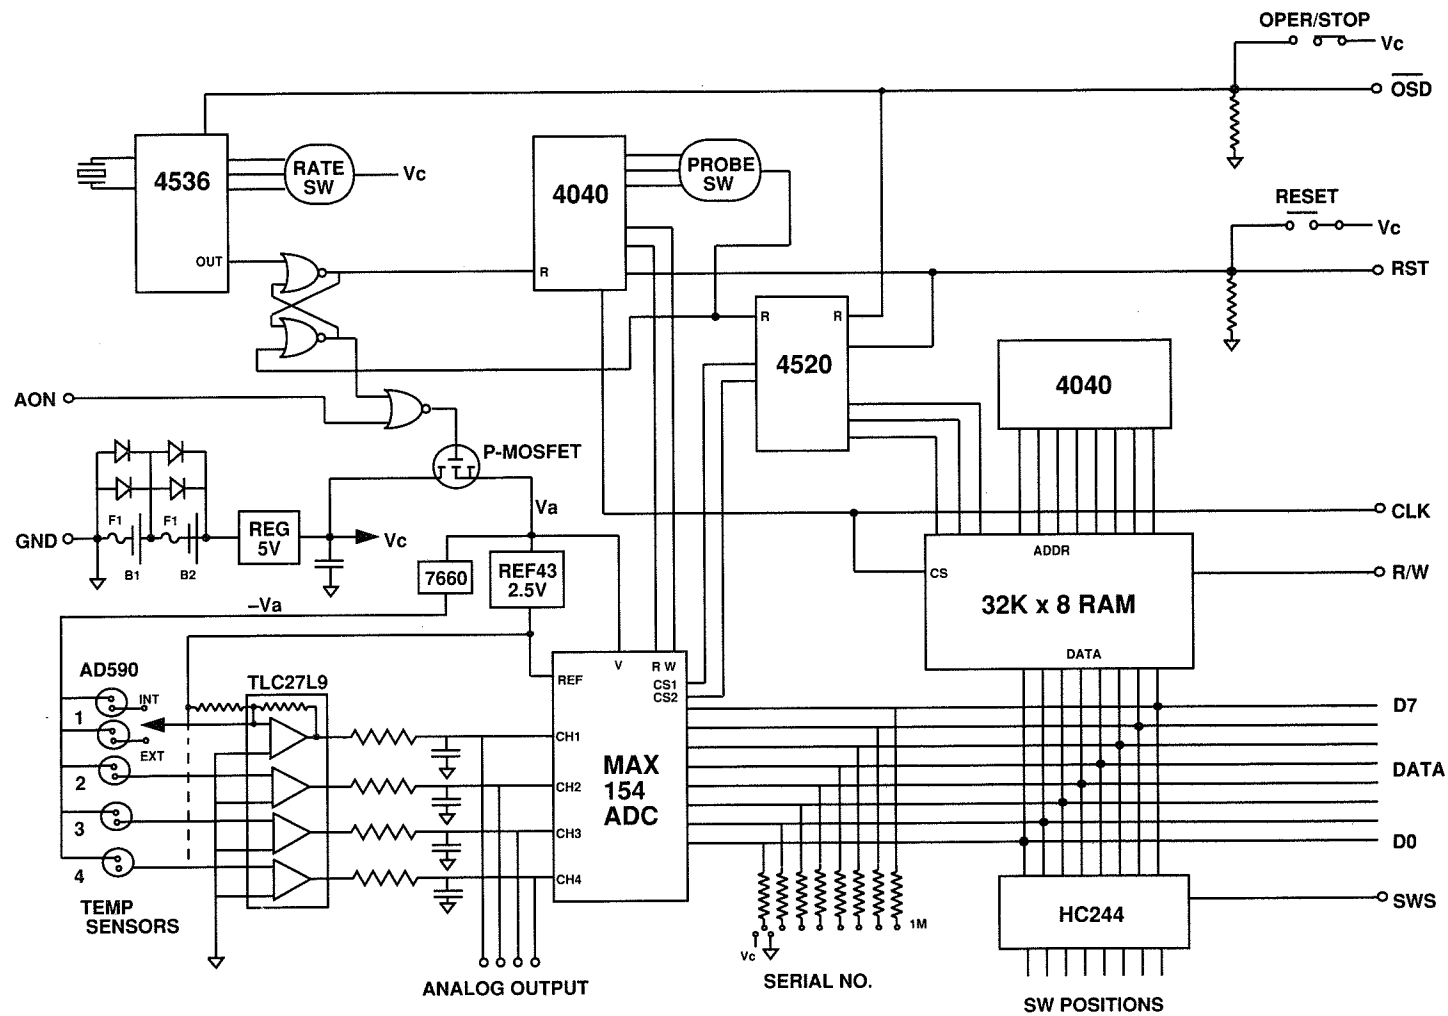 OPER/STOP
Vc
OSD
4536
RATE
SW
Vc
4040
R
PROBE
SW
OUT
RESET
Vc
RST
R
R
4520
4040
AON
P-MOSFET
Va
F1
F1
GND
B1
B2
REG
5V
Vc
7660
REF43
2.5V
CLK
ADDR
CS
32K x 8 RAM
DATA
R/W
–Va
AD590
INT
1
EXT
2
3
4
TEMP
SENSORS
TLC27L9
V
R W
REF
CS1
CS2
CH1
CH2
CH3
CH4
MAX
154
ADC
D7
DATA
D0
1M
Vc
SERIAL NO.
ANALOG OUTPUT
HC244
SWS
SW POSITIONS